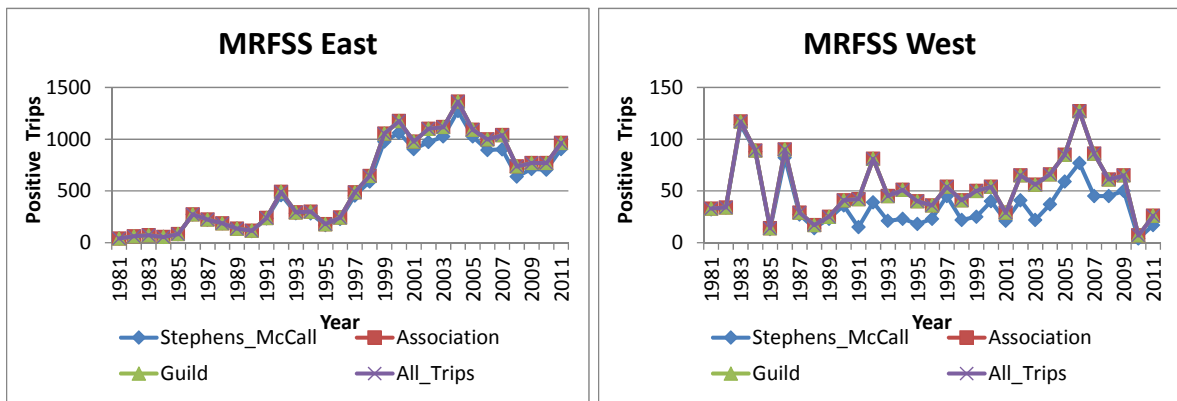 MRFSS East
Positive Trips
1500
1000
500
0
1981
1983
1985
1987
1989
1991
1993
1995
1997
1999
2001
2003
2005
2007
2009
2011
Year
Stephens_McCall
Association
Guild
All_Trips
MRFSS West
Positive Trips
150
100
50
0
1981
1983
1985
1987
1989
1991
1993
1995
1997
1999
2001
2003
2005
2007
2009
2011
Year
Stephens_McCall
Association
Guild
All_Trips